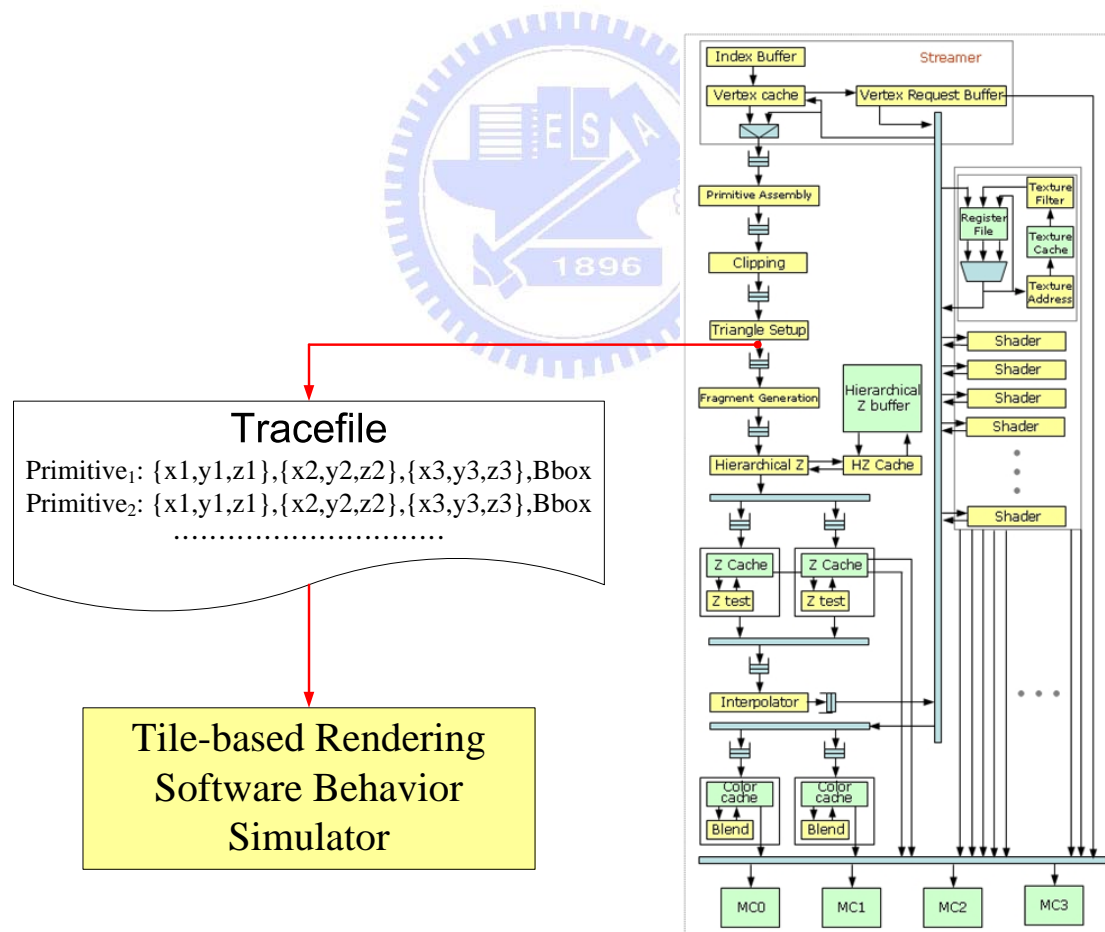 Index Buffer
Streamer
Vertex cache
Vertex Request Buffer
Primitive Assembly
Clipping
Triangle Setup
Fragment Generation
Hierarchical
Z buffer
Hierarchical Z
HZ Cache
Z Cache
Z test
Z Cache
Z test
Interpolator
Color
cache
Blend
Color
cache
Blend
Register
File
Texture
Filter
Texture
Cache
Texture
Address
Shader
Shader
Shader
Shader
Shader
MC0
MC1
MC2
MC3
E S A
1896
Tracefile
Primitive₁: {x1,y1,z1},{x2,y2,z2},{x3,y3,z3},Bbox
Primitive₂: {x1,y1,z1},{x2,y2,z2},{x3,y3,z3},Bbox
................................
Tile-based Rendering
Software Behavior
Simulator